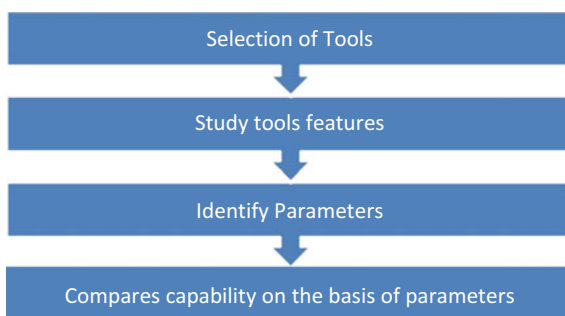 Selection of Tools
Study tools features
Identify Parameters
Compares capability on the basis of parameters